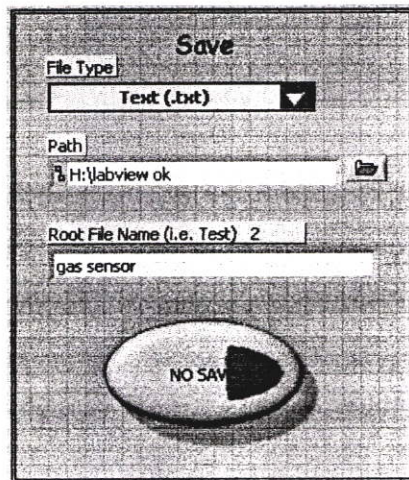 Save
File Type
Text (.txt)
Path
H:\labview ok
Root File Name (i.e. Test) 2
gas sensor
NO SAV